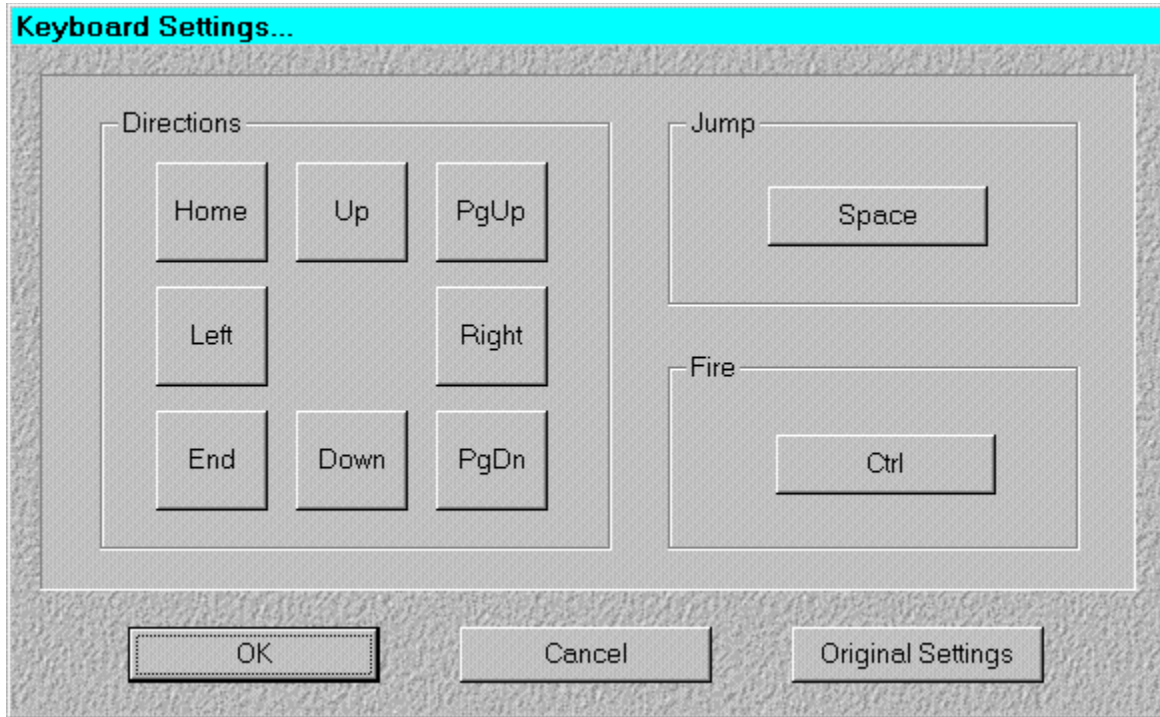 Keyboard Settings...
Directions
Home Up PgUp
Left Right
End Down PgDn
Jump
Space
Fire
Ctrl
OK Cancel Original Settings